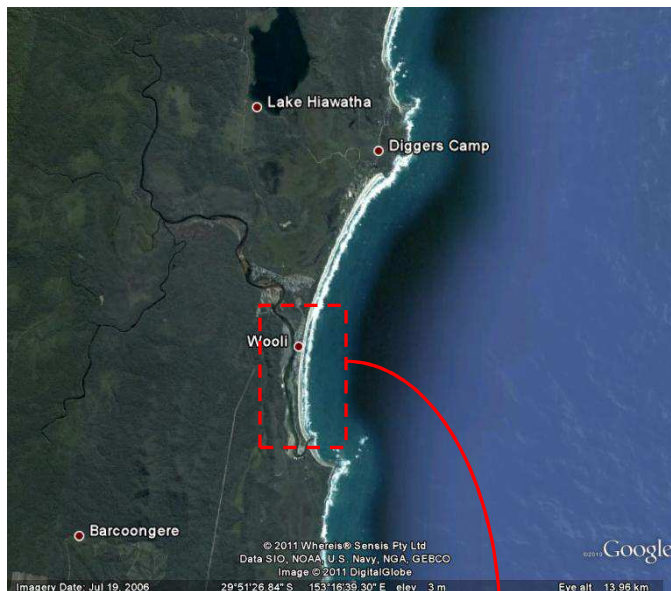 Lake Hiawatha
Diggers Camp
Wooli
Barcoongere
© 2011 Whereis® Sensis Pty Ltd
Data SIO, NOAA, U.S. Navy, NGA, GEBCO
Image © 2011 DigitalGlobe
©2010 Google
Imagery Date: Jul 19, 2006 29°51'26.84" S 153°16'39.30" E elev 3 m Eye alt 13.96 km